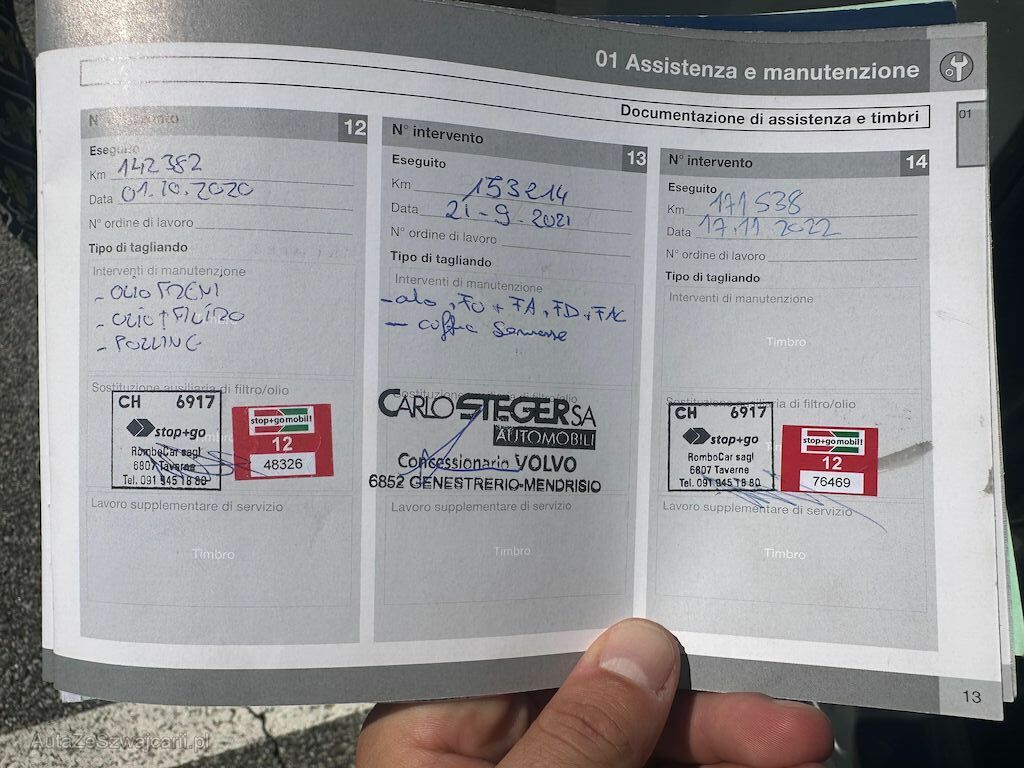 01 Assistenza e manutenzione
Documentazione di assistenza e timbri
01
N° intervento 12
Eseguito
Km 142382
Data 01.10.2020
N° ordine di lavoro
Tipo di tagliando
Interventi di manutenzione
- OLIO FRENI
- POLLINE
Sostituzione ausiliaria di filtro/olio
CH 6917
stop+go
RomboCar sagl
6807 Taverne
Tel. 091 945 18 80
stop+go mobil!
12
48326
Lavoro supplementare di servizio
Timbro
N° intervento 13
Eseguito
Km 153214
Data 21-9-2021
N° ordine di lavoro
Tipo di tagliando
Interventi di manutenzione
+ FA + FD + FAC
Sostituzione ausiliaria di filtro/olio
CARLO STEGER SA
AUTOMOBILI
Concessionario VOLVO
6852 GENESTRERIO-MENDRISIO
Lavoro supplementare di servizio
Timbro
N° intervento 14
Eseguito
Km 171538
Data 17.11.2022
N° ordine di lavoro
Tipo di tagliando
Interventi di manutenzione
Timbro
Sostituzione ausiliaria di filtro/olio
CH 6917
stop+go
RomboCar sagl
6807 Taverne
Tel. 091 945 18 80
stop+go mobil!
12
76469
Lavoro supplementare di servizio
Timbro
13
AutaZeSzwajcarii.pl